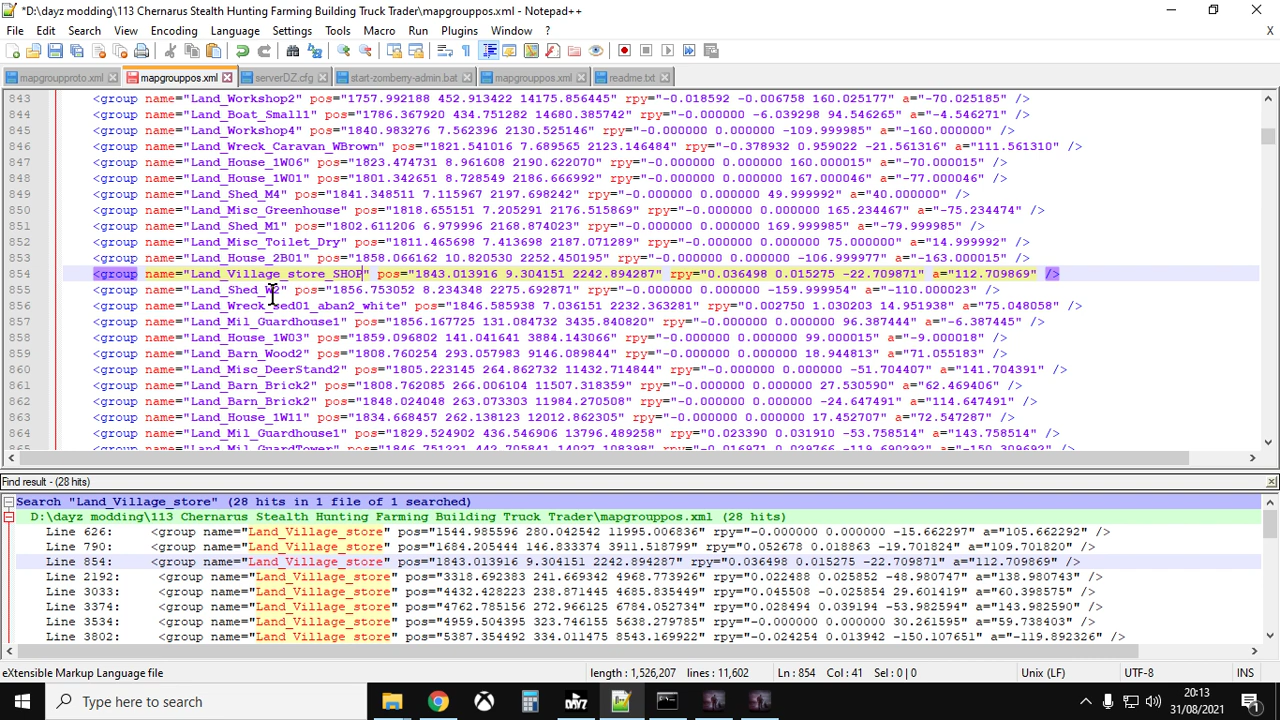 *D:\dayz modding\113 Chernarus Stealth Hunting Farming Building Truck Trader\mapgrouppos.xml - Notepad++
File Edit Search View Encoding Language Settings Tools Macro Run Plugins Window ? X
mapgroupproto.xml mapgrouppos.xml serverDZ.cfg start-zomberry-admin.bat mapgrouppos.xml readme.txt
843 <group name="Land_Workshop2" pos="1757.992188 452.913422 14175.856445" rpy="-0.018592 -0.006758 160.025177" a="-70.025185" />
844 <group name="Land_Boat_Small1" pos="1786.367920 434.751282 14680.385742" rpy="-0.000000 -6.039298 94.546265" a="-4.546271" />
845 <group name="Land_Workshop4" pos="1840.983276 7.562396 2130.525146" rpy="-0.000000 0.000000 -109.999985" a="-160.000000" />
846 <group name="Land_Wreck_Caravan_WBrown" pos="1821.541016 7.689565 2123.146484" rpy="-0.378932 0.959022 -21.561316" a="111.561310" />
847 <group name="Land_House_1W06" pos="1823.474731 8.961608 2190.622070" rpy="-0.000000 0.000000 160.000015" a="-70.000015" />
848 <group name="Land_House_1W01" pos="1801.342651 8.728549 2186.666992" rpy="-0.000000 0.000000 167.000046" a="-77.000046" />
849 <group name="Land_Shed_M4" pos="1841.348511 7.115967 2197.698242" rpy="-0.000000 0.000000 49.999992" a="40.000000" />
850 <group name="Land_Misc_Greenhouse" pos="1818.655151 7.205291 2176.515869" rpy="-0.000000 0.000000 165.234467" a="-75.234474" />
851 <group name="Land_Shed_M1" pos="1802.611206 6.979996 2168.874023" rpy="-0.000000 0.000000 169.999954" a="-79.999985" />
852 <group name="Land_Misc_Toilet_Dry" pos="1811.465698 7.413698 2187.071289" rpy="-0.000000 0.000000 75.000000" a="14.999992" />
853 <group name="Land_House_2B01" pos="1858.066162 10.820530 2252.450195" rpy="-0.000000 0.000000 -106.999977" a="-163.000015" />
854 <group name="Land_Village_store_SHOP" pos="1843.013916 9.304151 2242.894287" rpy="0.036498 0.015275 -22.709871" a="112.709869" />
855 <group name="Land_Shed_W2" pos="1856.753052 8.234348 2275.692871" rpy="-0.000000 0.000000 -159.999954" a="-110.000023" />
856 <group name="Land_Wreck_sed01_aban2_white" pos="1846.585938 7.036151 2232.363281" rpy="0.002750 1.030203 14.951938" a="75.048058" />
857 <group name="Land_Mil_Guardhouse1" pos="1856.167725 131.084732 3435.840820" rpy="-0.000000 0.000000 96.387444" a="-6.387445" />
858 <group name="Land_House_1W03" pos="1859.096802 141.041641 3884.143066" rpy="-0.000000 0.000000 99.000015" a="-9.000018" />
859 <group name="Land_Barn_Wood2" pos="1808.760254 293.057983 9146.089844" rpy="-0.000000 0.000000 18.944813" a="71.055183" />
860 <group name="Land_Misc_DeerStand2" pos="1805.223145 264.862732 11432.714844" rpy="-0.000000 0.000000 -51.704407" a="141.704391" />
861 <group name="Land_Barn_Brick2" pos="1808.762085 266.006104 11507.318359" rpy="-0.000000 0.000000 27.530590" a="62.469406" />
862 <group name="Land_Barn_Brick2" pos="1848.024048 263.073303 11984.270508" rpy="-0.000000 0.000000 -24.647491" a="114.647491" />
863 <group name="Land_House_1W11" pos="1834.668457 262.138123 12012.862305" rpy="-0.000000 0.000000 17.452707" a="72.547287" />
864 <group name="Land_Mil_Guardhouse1" pos="1829.524902 436.546906 13796.489258" rpy="0.023390 0.031910 -53.758514" a="143.758514" />
865 <group name="Land_Mil_GuardTower" pos="1846.751221 442.705841 14027.108398" rpy="-0.016971 0.026766 -119.690292" a="-150.309692" />
Find result - (28 hits)
Search "Land_Village_store" (28 hits in 1 file of 1 searched)
D:\dayz modding\113 Chernarus Stealth Hunting Farming Building Truck Trader\mapgrouppos.xml (28 hits)
Line 626: <group name="Land_Village_store" pos="1544.985596 280.042542 11995.006836" rpy="-0.000000 0.000000 -15.662297" a="105.662292" />
Line 790: <group name="Land_Village_store" pos="1684.205444 146.833374 3911.518799" rpy="0.052678 0.018863 -19.701824" a="109.701820" />
Line 854: <group name="Land_Village_store" pos="1843.013916 9.304151 2242.894287" rpy="0.036498 0.015275 -22.709871" a="112.709869" />
Line 2192: <group name="Land_Village_store" pos="3318.692383 241.669342 4968.773926" rpy="-0.022488 0.025852 -48.980747" a="138.980743" />
Line 3033: <group name="Land_Village_store" pos="4432.428223 238.871445 4685.835449" rpy="0.045508 -0.025854 29.601419" a="60.398575" />
Line 3374: <group name="Land_Village_store" pos="4762.785156 272.966125 6784.052734" rpy="0.028494 0.039194 -53.982594" a="143.982590" />
Line 3534: <group name="Land_Village_store" pos="4959.504395 323.746155 5638.279785" rpy="-0.000000 0.000000 30.261595" a="59.738403" />
Line 3802: <group name="Land_Village_store" pos="5387.354492 334.011475 8543.169922" rpy="-0.024254 0.013942 -150.107651" a="-119.892326" />
eXtensible Markup Language file length : 1,526,207 lines : 11,602 Ln : 854 Col : 41 Sel : 0 | 0 Unix (LF) UTF-8 INS
Type here to search
20:13
31/08/2021